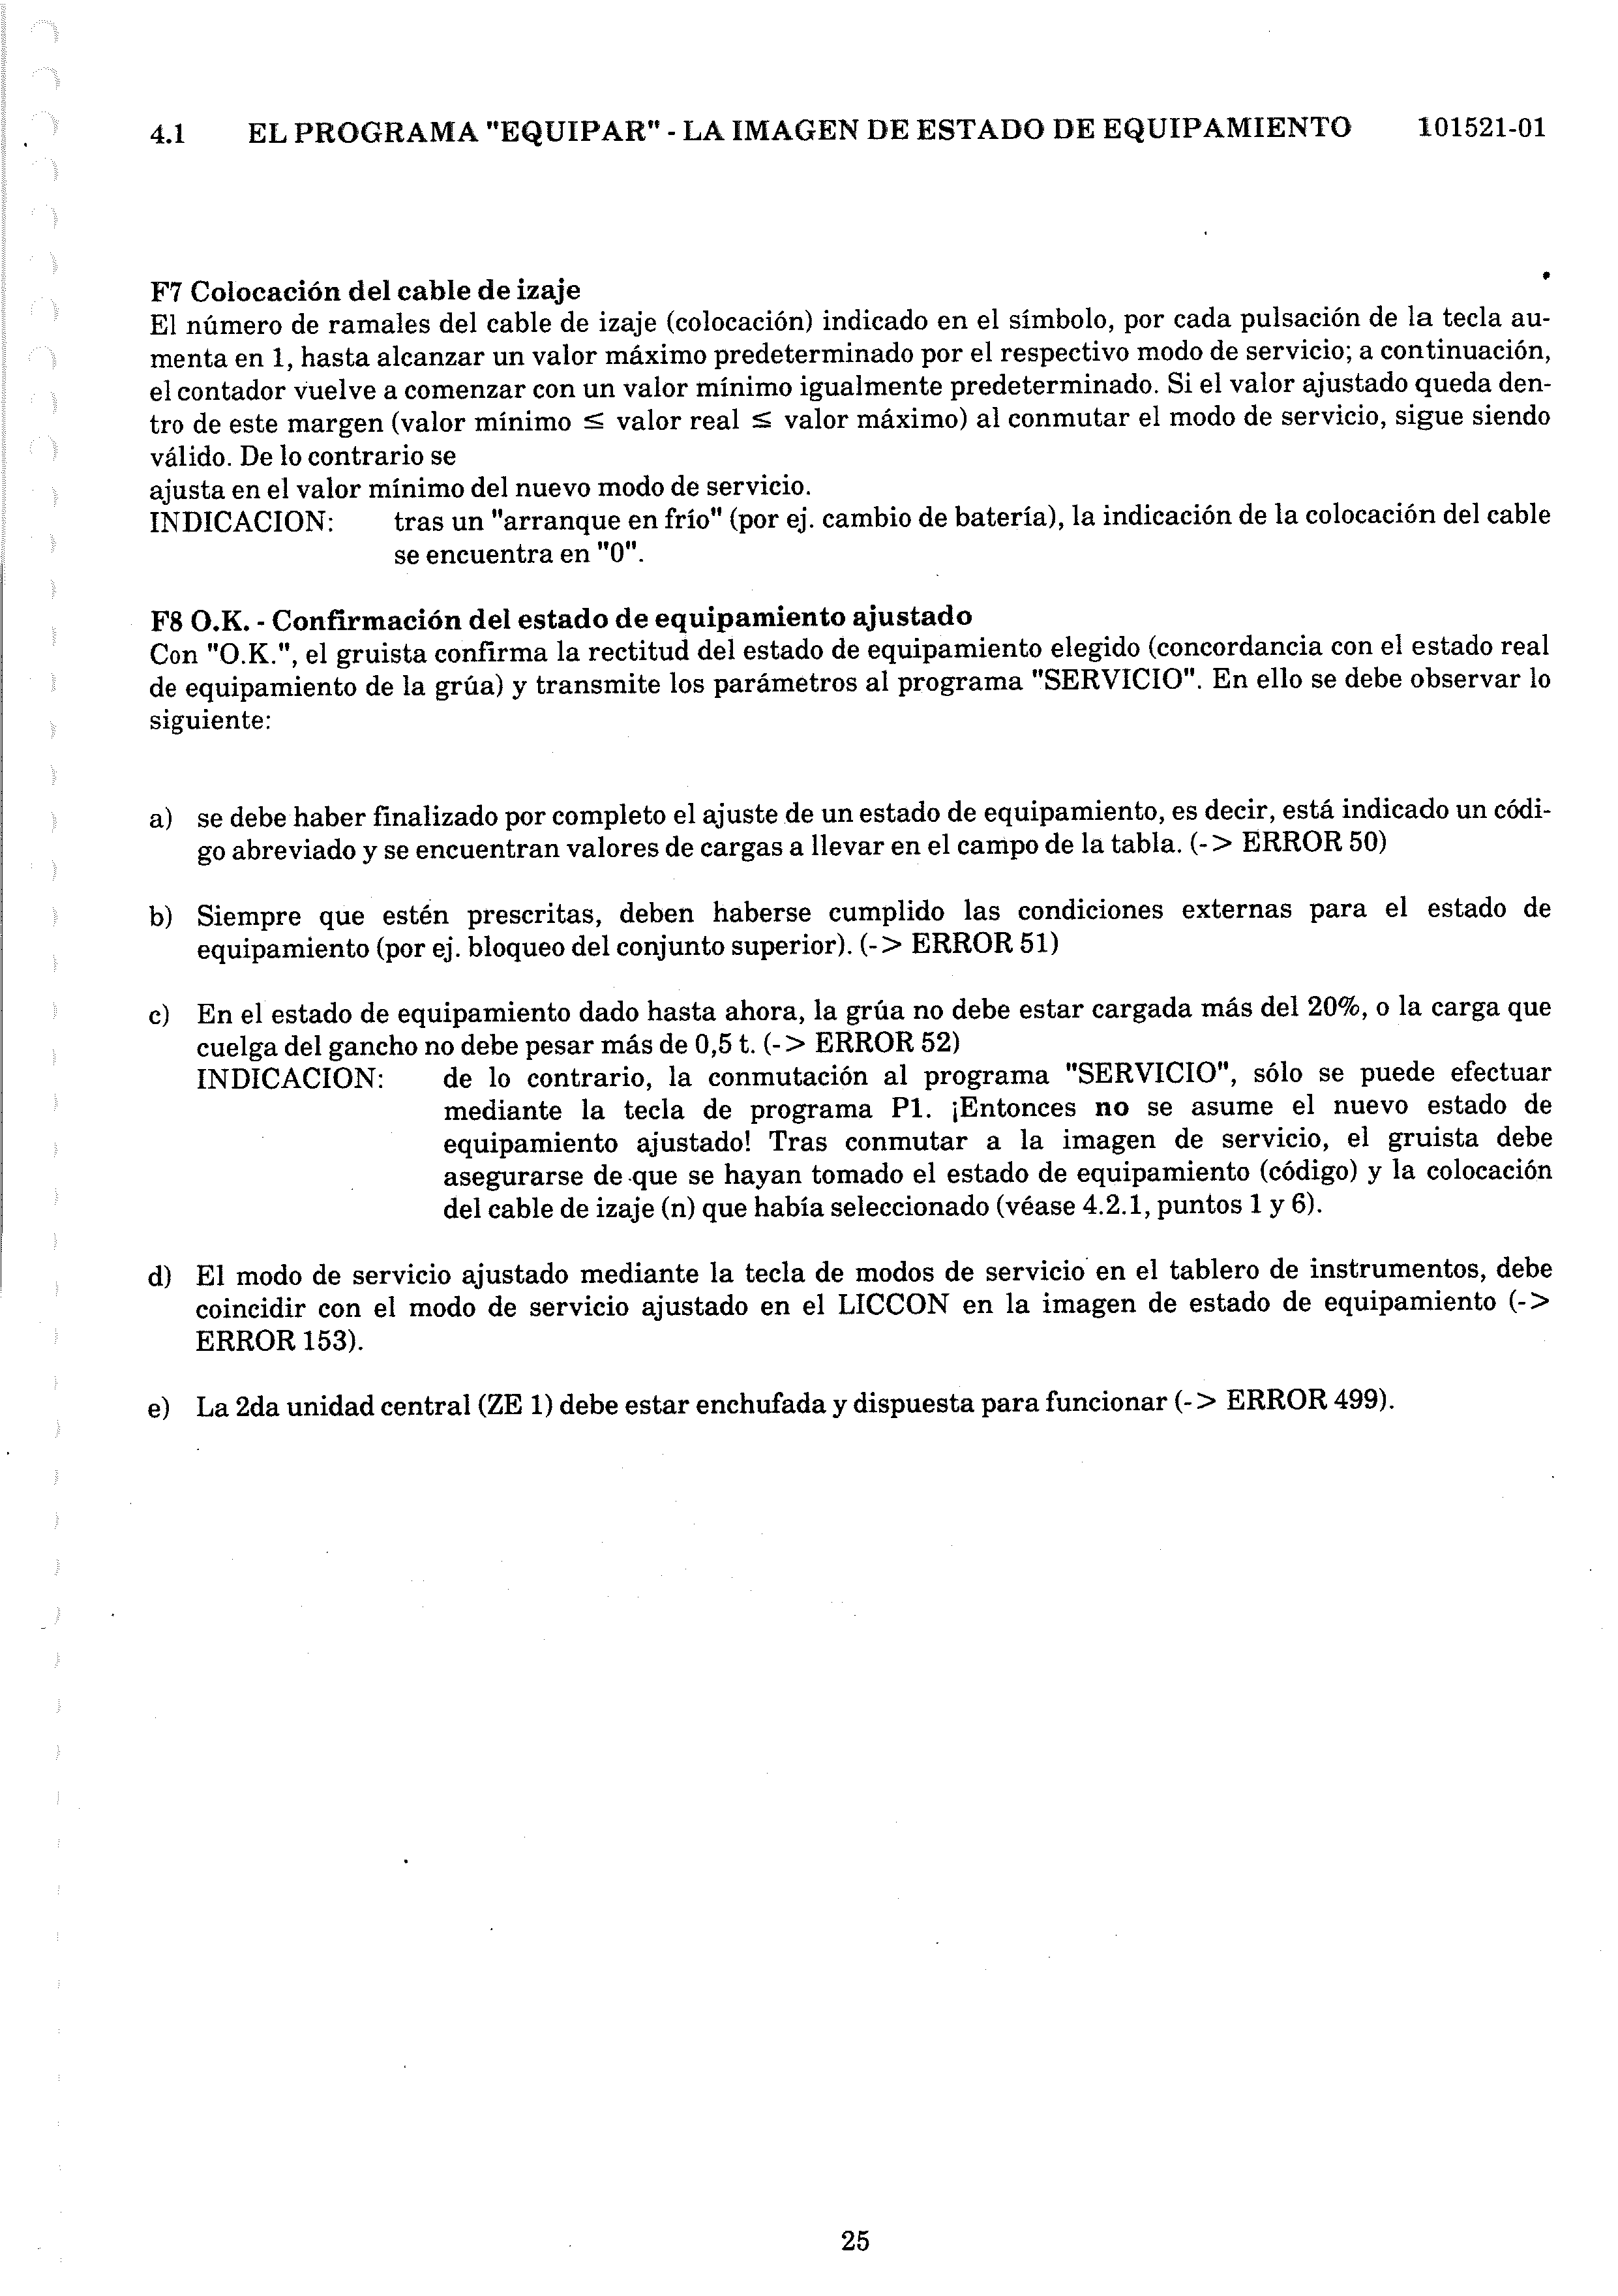 4.1 EL PROGRAMA "EQUIPAR" - LA IMAGEN DE ESTADO DE EQUIPAMIENTO 101521-01
F7 Colocación del cable de izaje
El número de ramales del cable de izaje (colocación) indicado en el símbolo, por cada pulsación de la tecla au-
menta en 1, hasta alcanzar un valor máximo predeterminado por el respectivo modo de servicio; a continuación,
el contador vuelve a comenzar con un valor mínimo igualmente predeterminado. Si el valor ajustado queda den-
tro de este margen (valor mínimo ≤ valor real ≤ valor máximo) al conmutar el modo de servicio, sigue siendo
válido. De lo contrario se
ajusta en el valor mínimo del nuevo modo de servicio.
INDICACION: tras un "arranque en frío" (por ej. cambio de batería), la indicación de la colocación del cable
se encuentra en "0".
F8 O.K. - Confirmación del estado de equipamiento ajustado
Con "O.K.", el gruista confirma la rectitud del estado de equipamiento elegido (concordancia con el estado real
de equipamiento de la grúa) y transmite los parámetros al programa "SERVICIO". En ello se debe observar lo
siguiente:
a) se debe haber finalizado por completo el ajuste de un estado de equipamiento, es decir, está indicado un códi-
go abreviado y se encuentran valores de cargas a llevar en el campo de la tabla. (-> ERROR 50)
b) Siempre que estén prescritas, deben haberse cumplido las condiciones externas para el estado de
equipamiento (por ej. bloqueo del conjunto superior). (-> ERROR 51)
c) En el estado de equipamiento dado hasta ahora, la grúa no debe estar cargada más del 20%, o la carga que
cuelga del gancho no debe pesar más de 0,5 t. (-> ERROR 52)
INDICACION: de lo contrario, la conmutación al programa "SERVICIO", sólo se puede efectuar
mediante la tecla de programa P1. ¡Entonces no se asume el nuevo estado de
equipamiento ajustado! Tras conmutar a la imagen de servicio, el gruista debe
asegurarse de que se hayan tomado el estado de equipamiento (código) y la colocación
del cable de izaje (n) que había seleccionado (véase 4.2.1, puntos 1 y 6).
d) El modo de servicio ajustado mediante la tecla de modos de servicio en el tablero de instrumentos, debe
coincidir con el modo de servicio ajustado en el LICCON en la imagen de estado de equipamiento (->
ERROR 153).
e) La 2da unidad central (ZE 1) debe estar enchufada y dispuesta para funcionar (-> ERROR 499).
25